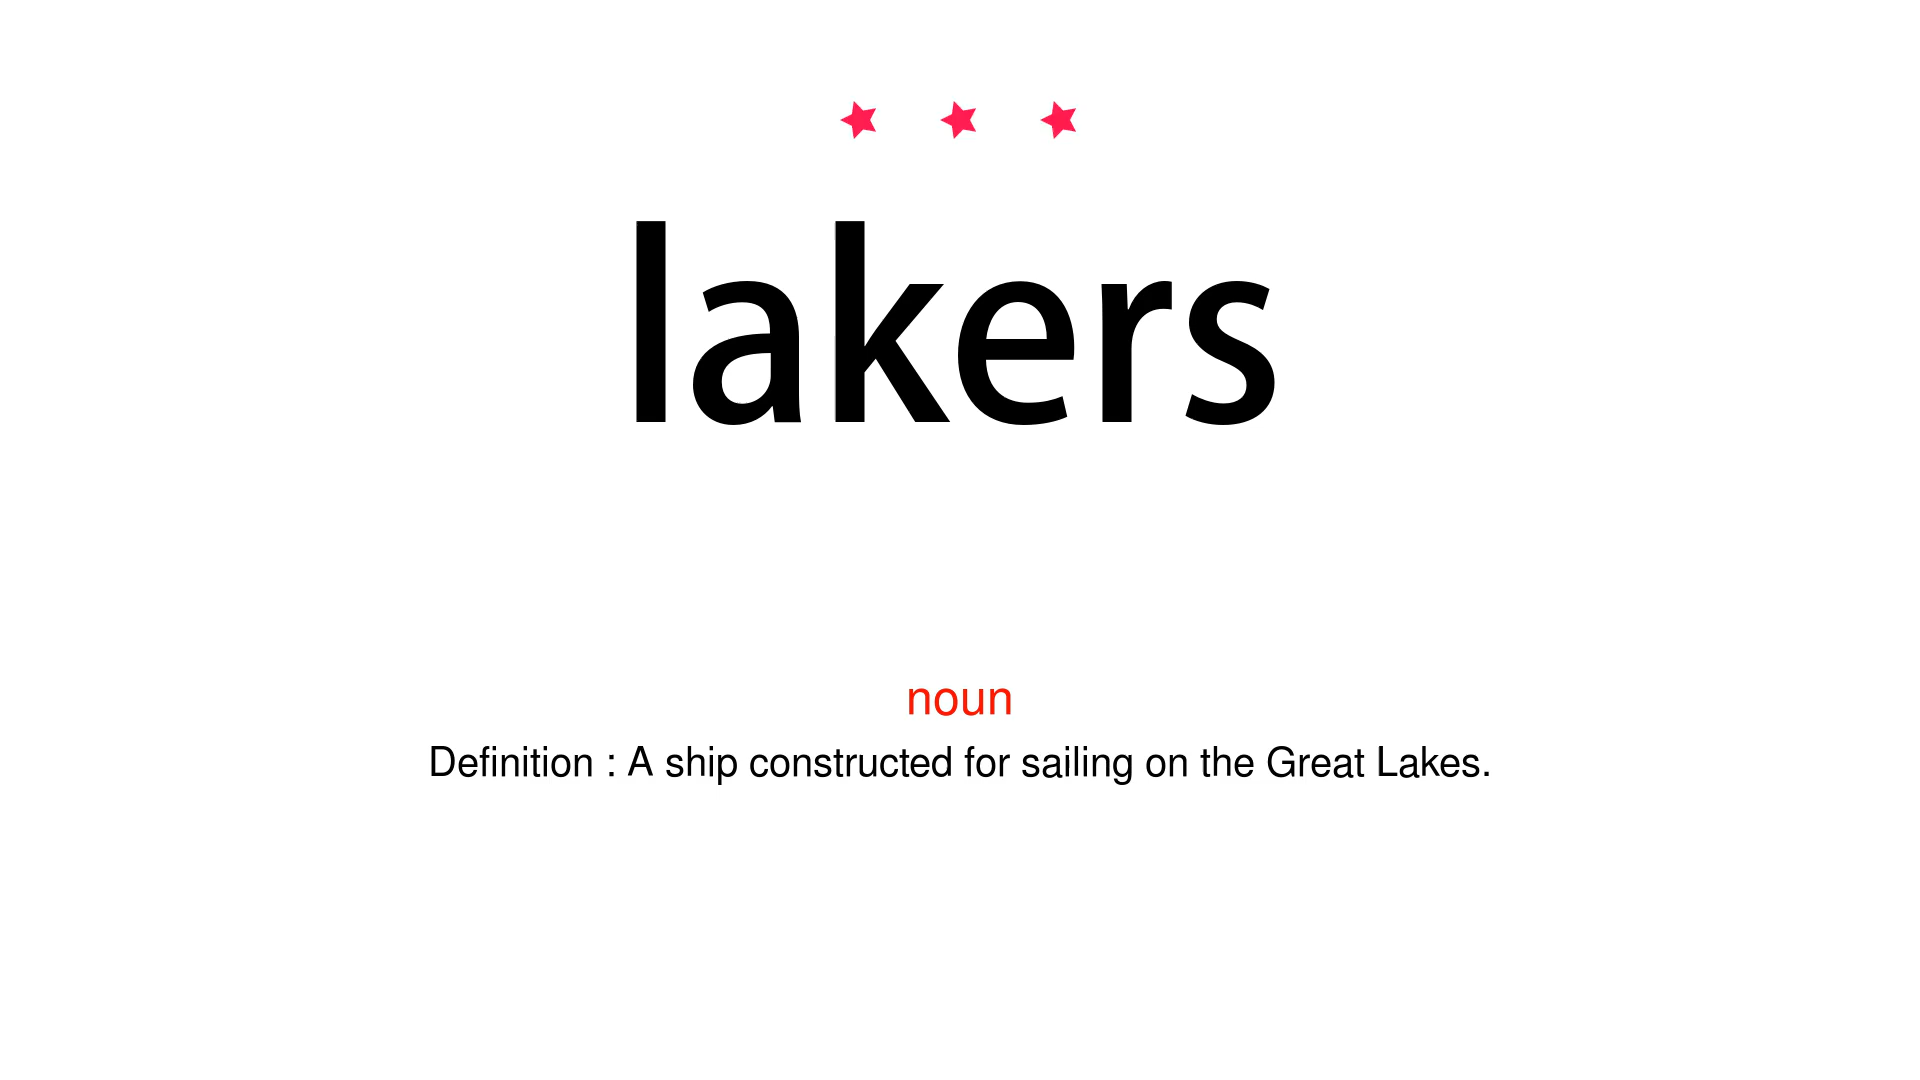 lakers
noun
Definition : A ship constructed for sailing on the Great Lakes.